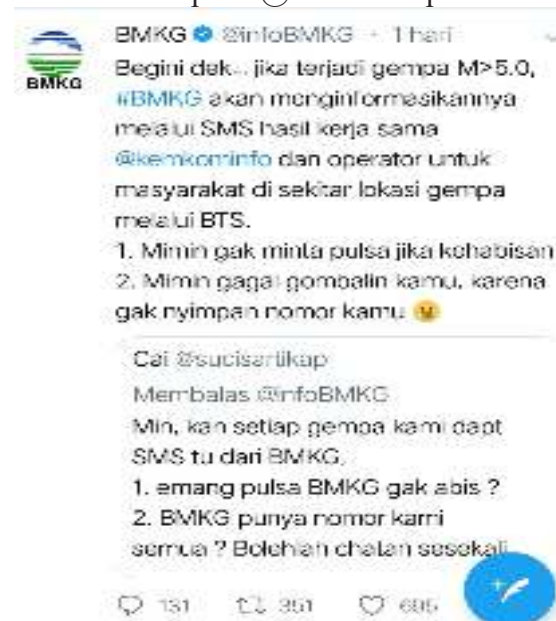 BMKG @infoBMKG · 1 hari
BMKG
Begini dek... jika terjadi gempa M>5.0,
#BMKG akan menginformasikannya
melalui SMS hasil kerja sama
@kemkominfo dan operator untuk
masyarakat di sekitar lokasi gempa
melalui BTS.
1. Mimin gak minta pulsa jika kehabisan
2. Mimin gagal gombalin kamu, karena
gak nyimpan nomor kamu
Cai @sucisartikap
Membalas @infoBMKG
Min, kan setiap gempa kami dapt
SMS tu dari BMKG.
1. emang pulsa BMKG gak abis ?
2. BMKG punya nomor kami
semua ? Bolehlah chatan sesekali
131 351 695